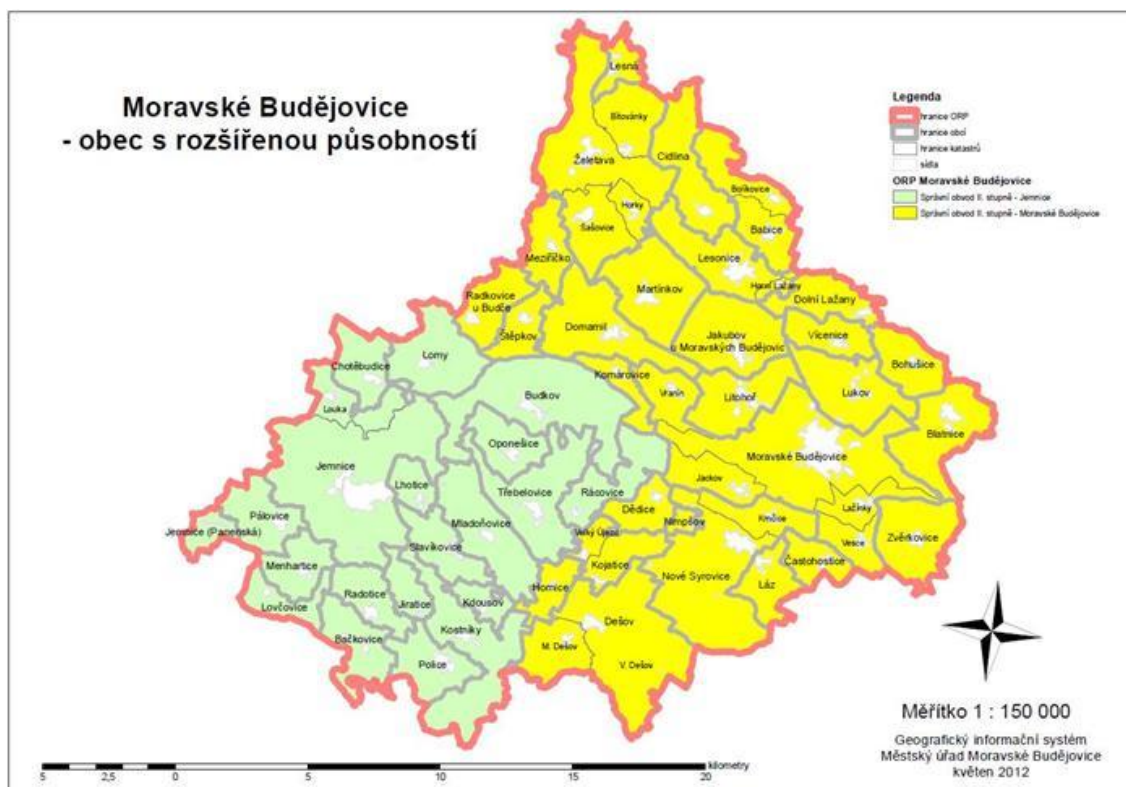 Moravské Budějovice
- obec s rozšířenou působností
Legenda
hranice ORP
hranice obcí
hranice katastrů
sídla
ORP Moravské Budějovice
Správní obvod II. stupně - Jemnice
Správní obvod II. stupně - Moravské Budějovice
Lesná
Bítovánky
Želetava
Cidlina
Horky
Bolíkovice
Šašovice
Babice
Meziříčko
Lesonice
Horní Lažany
Martínkov
Dolní Lažany
Radkovice
u Budče
Štěpkov
Domamil
Jakubov
u Moravských Budějovic
Vícenice
Bohušice
Lomy
Chotěbudice
Komárovice
Vranín
Litohoř
Lukov
Louka
Budkov
Blatnice
Oponešice
Moravské Budějovice
Jemnice
Lhotice
Třebelovice
Rácovice
Jackov
Dědice
Lažínky
Pálovice
Mladoňovice
Nimpšov
Krnčice
Jenišice (Panenská)
Velký Újezd
Vesce
Zvěrkovice
Slavíkovice
Menhartice
Kojatice
Častohostice
Nové Syrovice
Láz
Radotice
Jiratice
Kdousov
Hornice
Lovčovice
Kostníky
Dešov
Bačkovice
Police
M. Dešov
V. Dešov
Měřítko 1 : 150 000
Geografický informační systém
Městský úřad Moravské Budějovice
květen 2012
5 2,5 0 5 10 15 20
kilometry